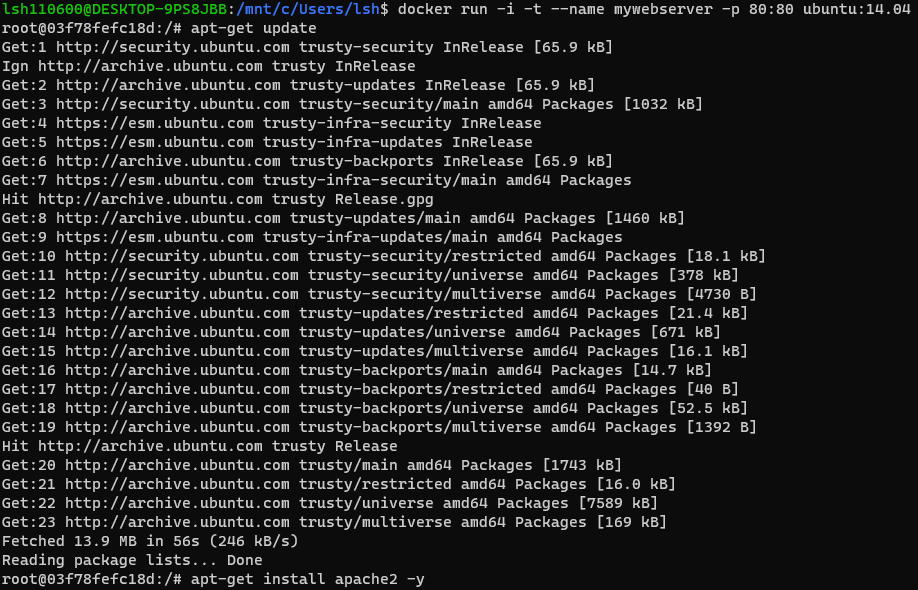 lsh110600@DESKTOP-9PS8JBB:/mnt/c/Users/lsh$ docker run -i -t --name mywebserver -p 80:80 ubuntu:14.04
root@03f78fefc18d:/# apt-get update
Get:1 http://security.ubuntu.com trusty-security InRelease [65.9 kB]
Ign http://archive.ubuntu.com trusty InRelease
Get:2 http://archive.ubuntu.com trusty-updates InRelease [65.9 kB]
Get:3 http://security.ubuntu.com trusty-security/main amd64 Packages [1032 kB]
Get:4 https://esm.ubuntu.com trusty-infra-security InRelease
Get:5 https://esm.ubuntu.com trusty-infra-updates InRelease
Get:6 http://archive.ubuntu.com trusty-backports InRelease [65.9 kB]
Get:7 https://esm.ubuntu.com trusty-infra-security/main amd64 Packages
Hit http://archive.ubuntu.com trusty Release.gpg
Get:8 http://archive.ubuntu.com trusty-updates/main amd64 Packages [1460 kB]
Get:9 https://esm.ubuntu.com trusty-infra-updates/main amd64 Packages
Get:10 http://security.ubuntu.com trusty-security/restricted amd64 Packages [18.1 kB]
Get:11 http://security.ubuntu.com trusty-security/universe amd64 Packages [378 kB]
Get:12 http://security.ubuntu.com trusty-security/multiverse amd64 Packages [4730 B]
Get:13 http://archive.ubuntu.com trusty-updates/restricted amd64 Packages [21.4 kB]
Get:14 http://archive.ubuntu.com trusty-updates/universe amd64 Packages [671 kB]
Get:15 http://archive.ubuntu.com trusty-updates/multiverse amd64 Packages [16.1 kB]
Get:16 http://archive.ubuntu.com trusty-backports/main amd64 Packages [14.7 kB]
Get:17 http://archive.ubuntu.com trusty-backports/restricted amd64 Packages [40 B]
Get:18 http://archive.ubuntu.com trusty-backports/universe amd64 Packages [52.5 kB]
Get:19 http://archive.ubuntu.com trusty-backports/multiverse amd64 Packages [1392 B]
Hit http://archive.ubuntu.com trusty Release
Get:20 http://archive.ubuntu.com trusty/main amd64 Packages [1743 kB]
Get:21 http://archive.ubuntu.com trusty/restricted amd64 Packages [16.0 kB]
Get:22 http://archive.ubuntu.com trusty/universe amd64 Packages [7589 kB]
Get:23 http://archive.ubuntu.com trusty/multiverse amd64 Packages [169 kB]
Fetched 13.9 MB in 56s (246 kB/s)
Reading package lists... Done
root@03f78fefc18d:/# apt-get install apache2 -y